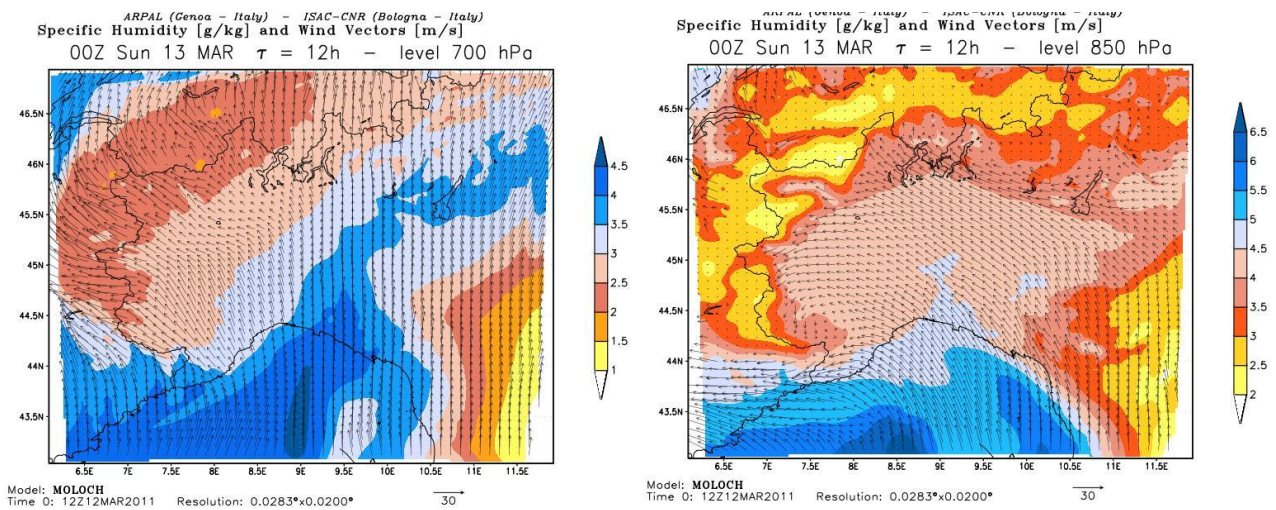 ARPAL (Genoa - Italy) - ISAC-CNR (Bologna - Italy)
Specific Humidity [g/kg] and Wind Vectors [m/s]
00Z Sun 13 MAR τ = 12h - level 700 hPa
46.5N
46N
45.5N
45N
44.5N
44N
43.5N
6.5E 7E 7.5E 8E 8.5E 9E 9.5E 10E 10.5E 11E 11.5E
4.5
4
3.5
3
2.5
2
1.5
1
Model: MOLOCH
Time 0: 12Z12MAR2011 Resolution: 0.0283°x0.0200°
30
ARPAL (Genoa - Italy) - ISAC-CNR (Bologna - Italy)
Specific Humidity [g/kg] and Wind Vectors [m/s]
00Z Sun 13 MAR τ = 12h - level 850 hPa
46.5N
46N
45.5N
45N
44.5N
44N
43.5N
6.5E 7E 7.5E 8E 8.5E 9E 9.5E 10E 10.5E 11E 11.5E
6.5
6
5.5
5
4.5
4
3.5
3
2.5
2
Model: MOLOCH
Time 0: 12Z12MAR2011 Resolution: 0.0283°x0.0200°
30